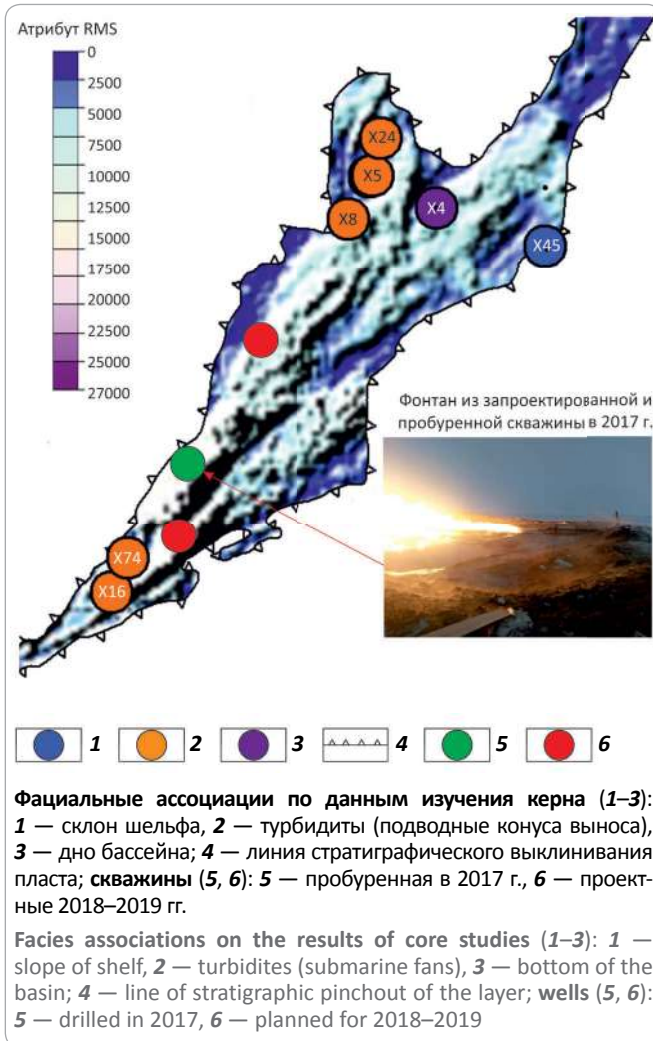 Атрибут RMS
0
2500
5000
7500
10000
12500
15000
17500
20000
22500
25000
27000
X24
X5
X8
X4
X45
Фонтан из запроектированной и
пробуренной скважины в 2017 г.
X74
X16
1 2 3 4 5 6
Фациальные ассоциации по данным изучения керна (1–3):
1 — склон шельфа, 2 — турбидиты (подводные конуса выноса),
3 — дно бассейна; 4 — линия стратиграфического выклинивания
пласта; скважины (5, 6): 5 — пробуренная в 2017 г., 6 — проект-
ные 2018–2019 гг.
Facies associations on the results of core studies (1–3): 1 —
slope of shelf, 2 — turbidites (submarine fans), 3 — bottom of the
basin; 4 — line of stratigraphic pinchout of the layer; wells (5, 6):
5 — drilled in 2017, 6 — planned for 2018–2019